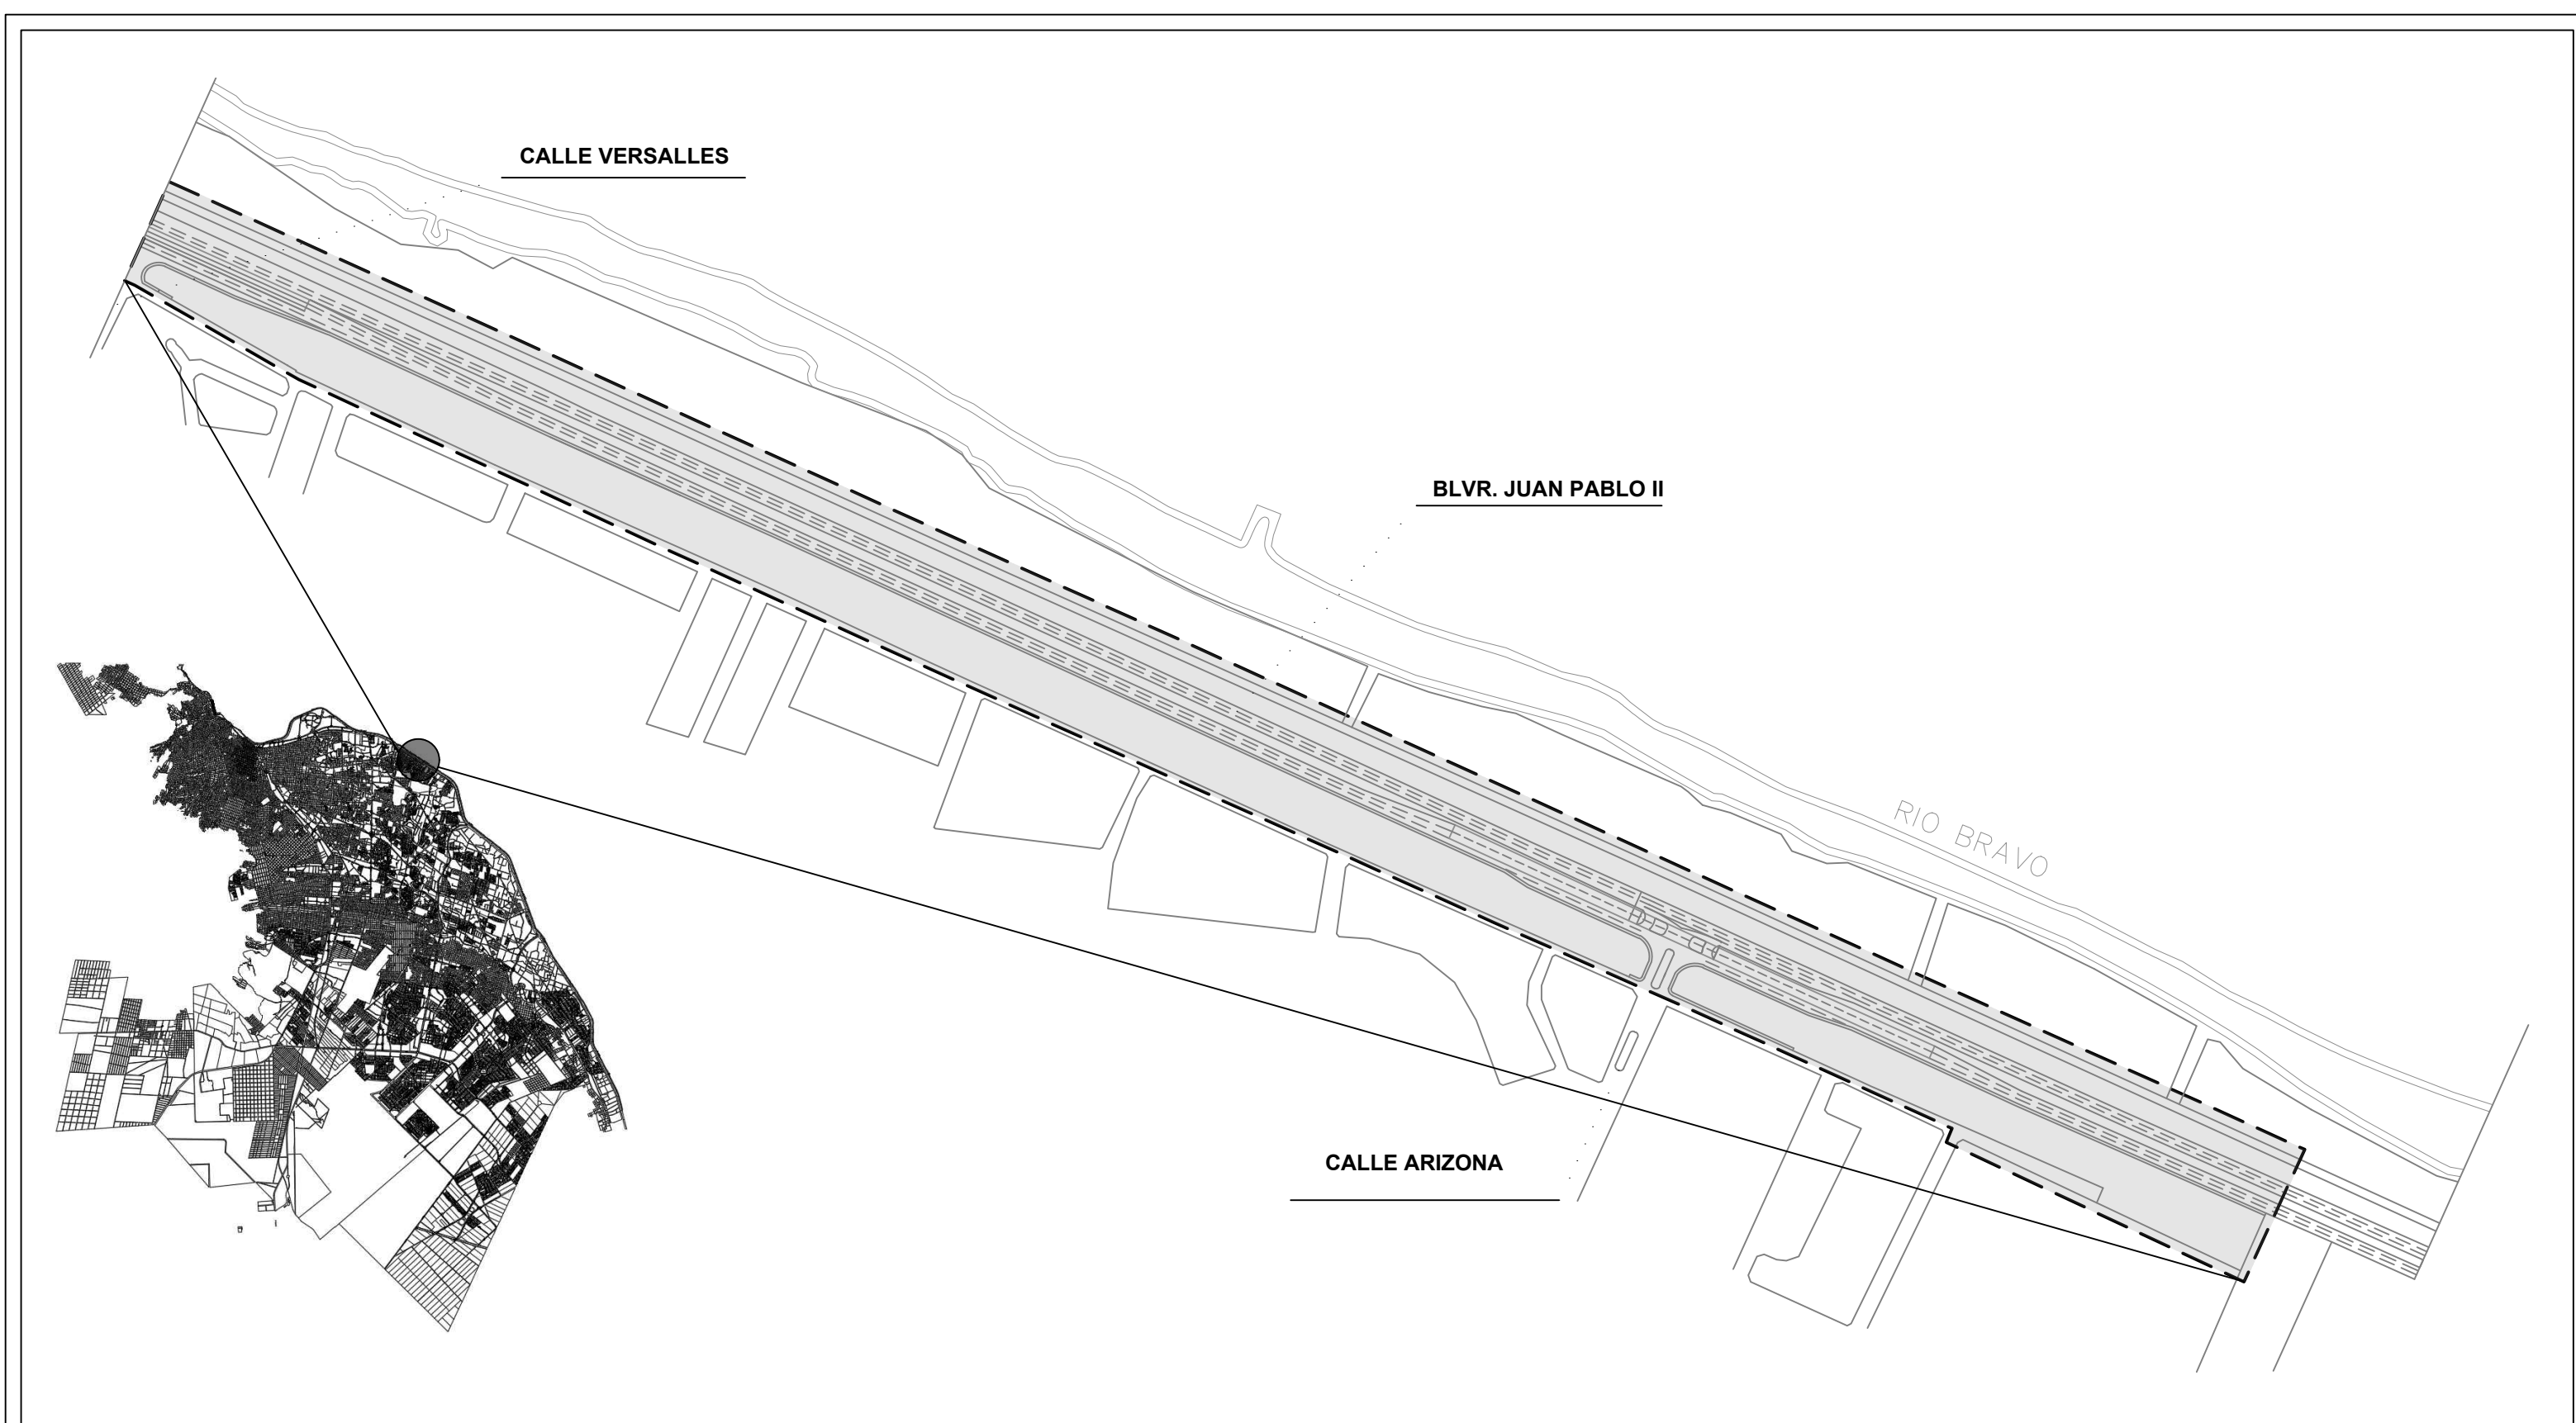 CALLE VERSALLES
BLVR. JUAN PABLO II
RIO BRAVO
CALLE ARIZONA